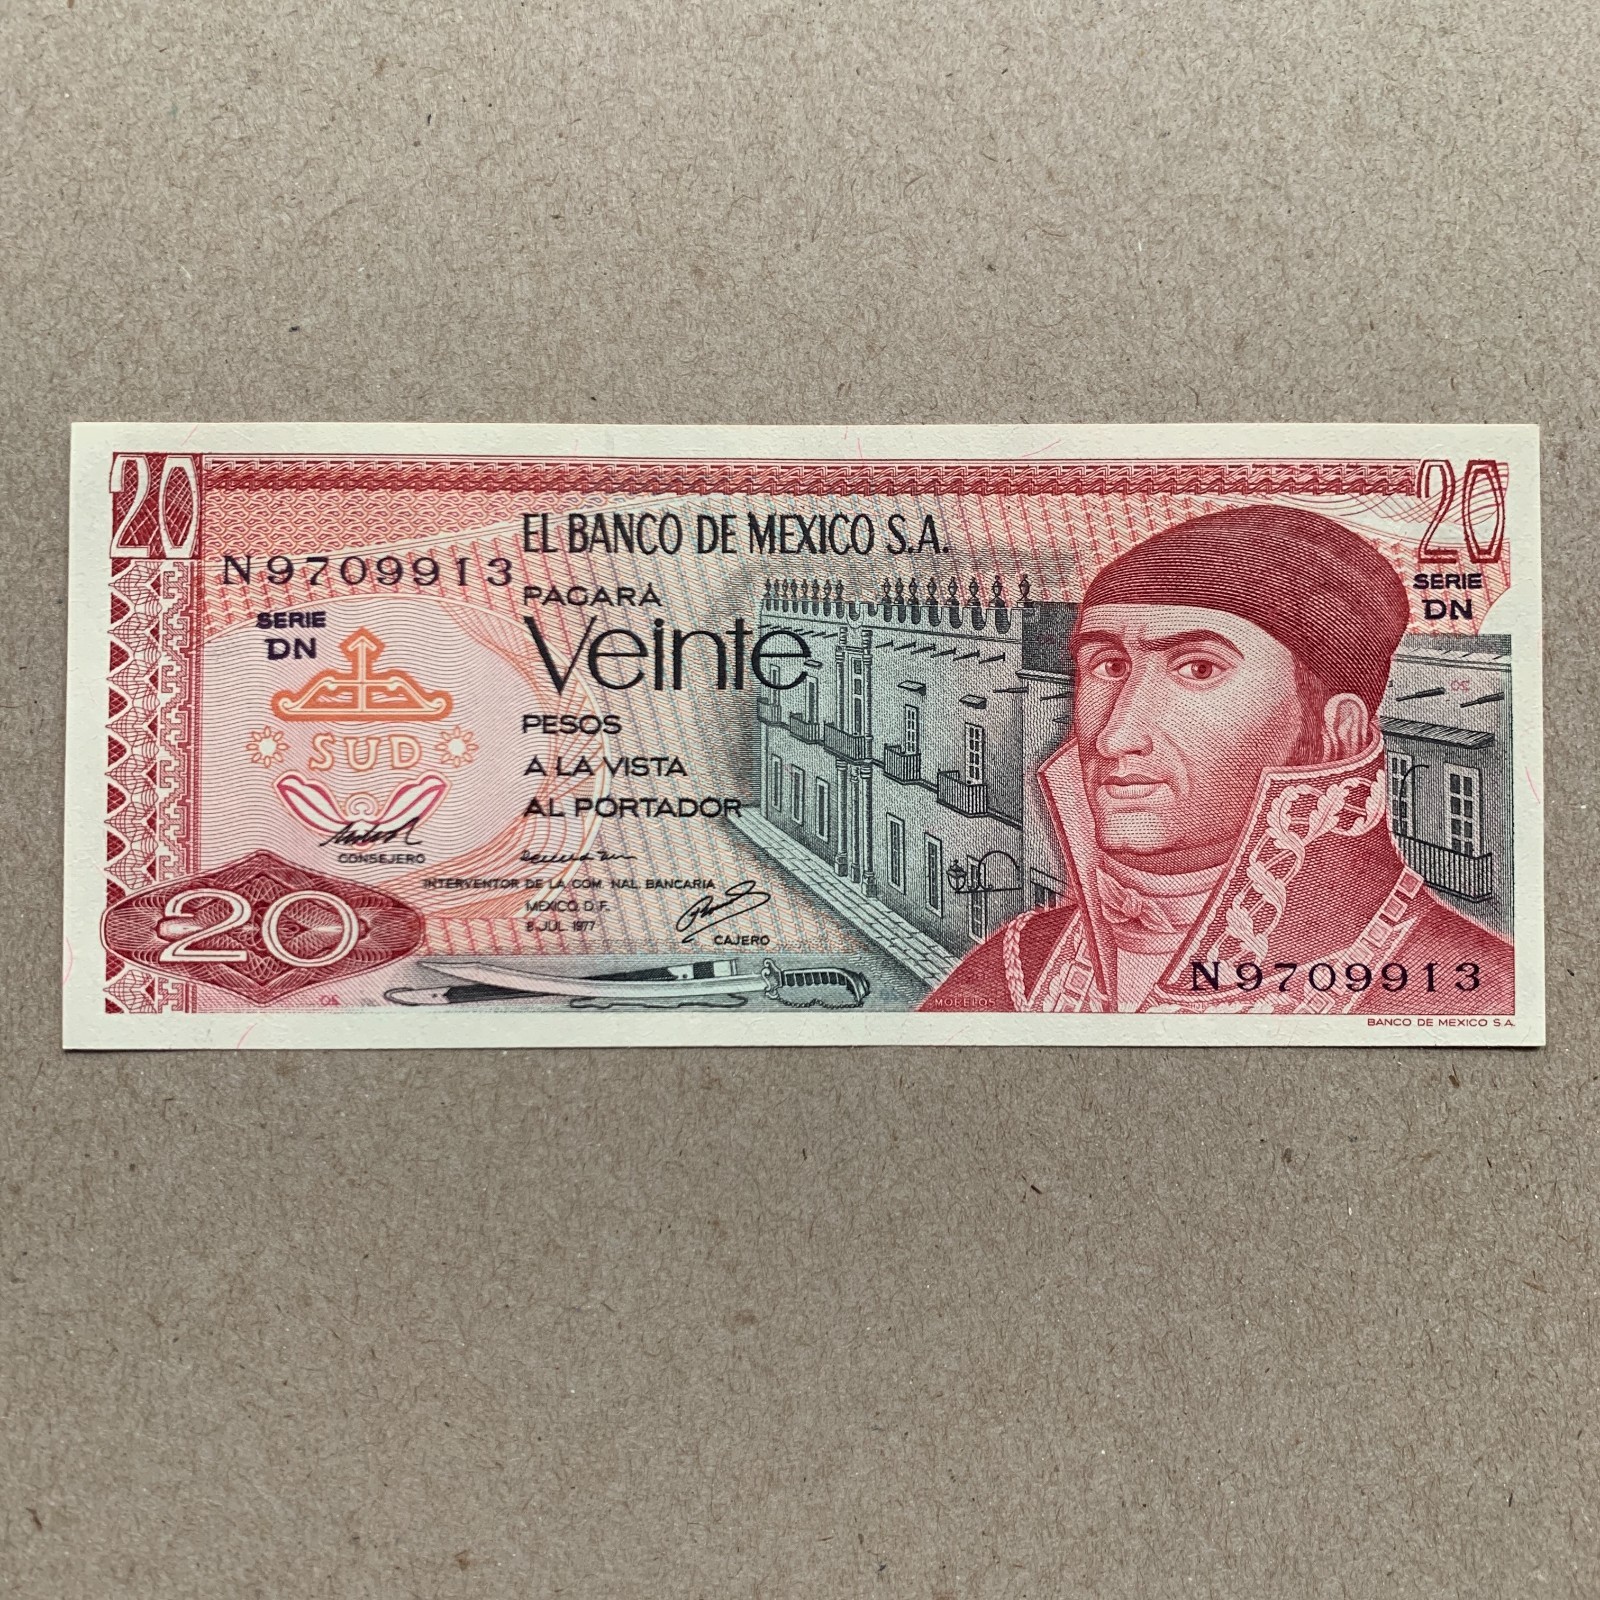 20
20
EL BANCO DE MEXICO S.A.
N9709913
SERIE
DN
SERIE
DN
PAGARÁ
Veinte
PESOS
A LA VISTA
AL PORTADOR
SUD
CONSEJERO
INTERVENTOR DE LA COM. NAL. BANCARIA
MEXICO, D.F.
8 JUL. 1977
CAJERO
20
MORELOS
N9709913
BANCO DE MEXICO S A.